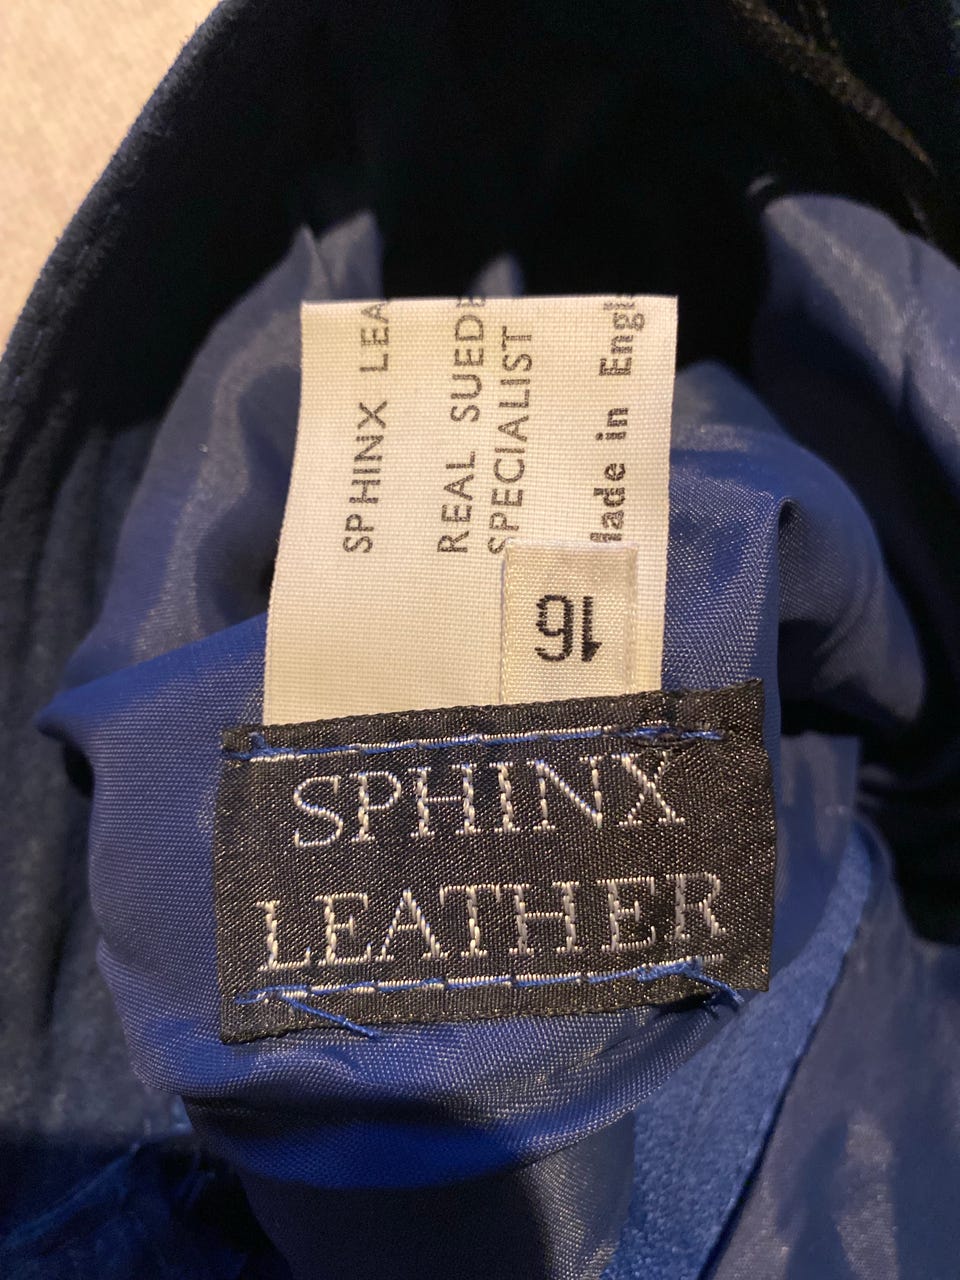 SPHINX LEA
REAL SUEDE
SPECIALIST
Made in Engl
16
SPHINX
LEATHER